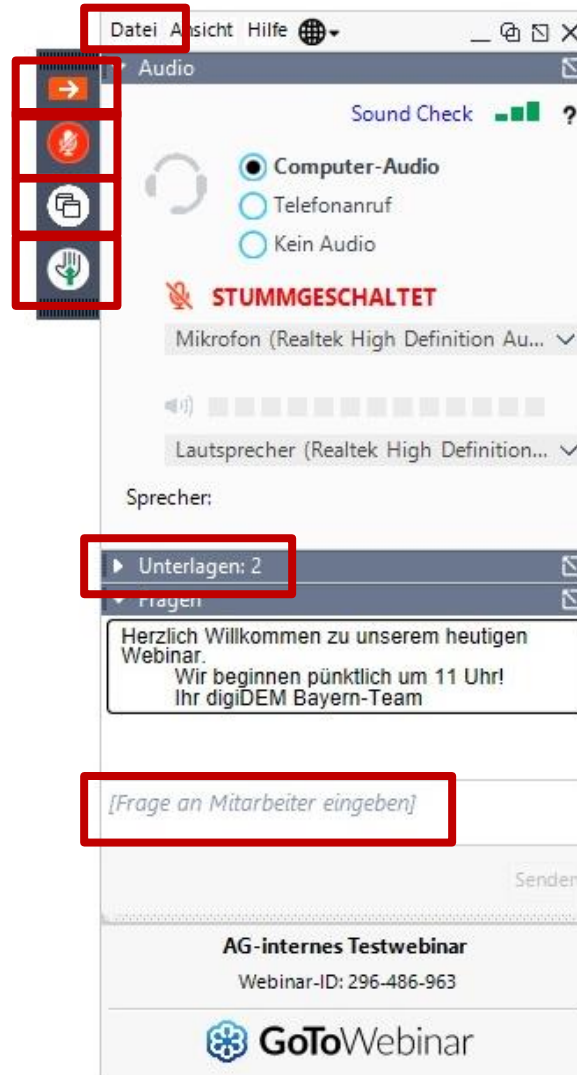 Datei Ansicht Hilfe
Audio
Sound Check ?
Computer-Audio
Telefonanruf
Kein Audio
STUMMGESCHALTET
Mikrofon (Realtek High Definition Au...
Lautsprecher (Realtek High Definition...
Sprecher:
Unterlagen: 2
Fragen
Herzlich Willkommen zu unserem heutigen
Webinar.
Wir beginnen pünktlich um 11 Uhr!
Ihr digiDEM Bayern-Team
[Frage an Mitarbeiter eingeben]
Senden
AG-internes Testwebinar
Webinar-ID: 296-486-963
GoToWebinar